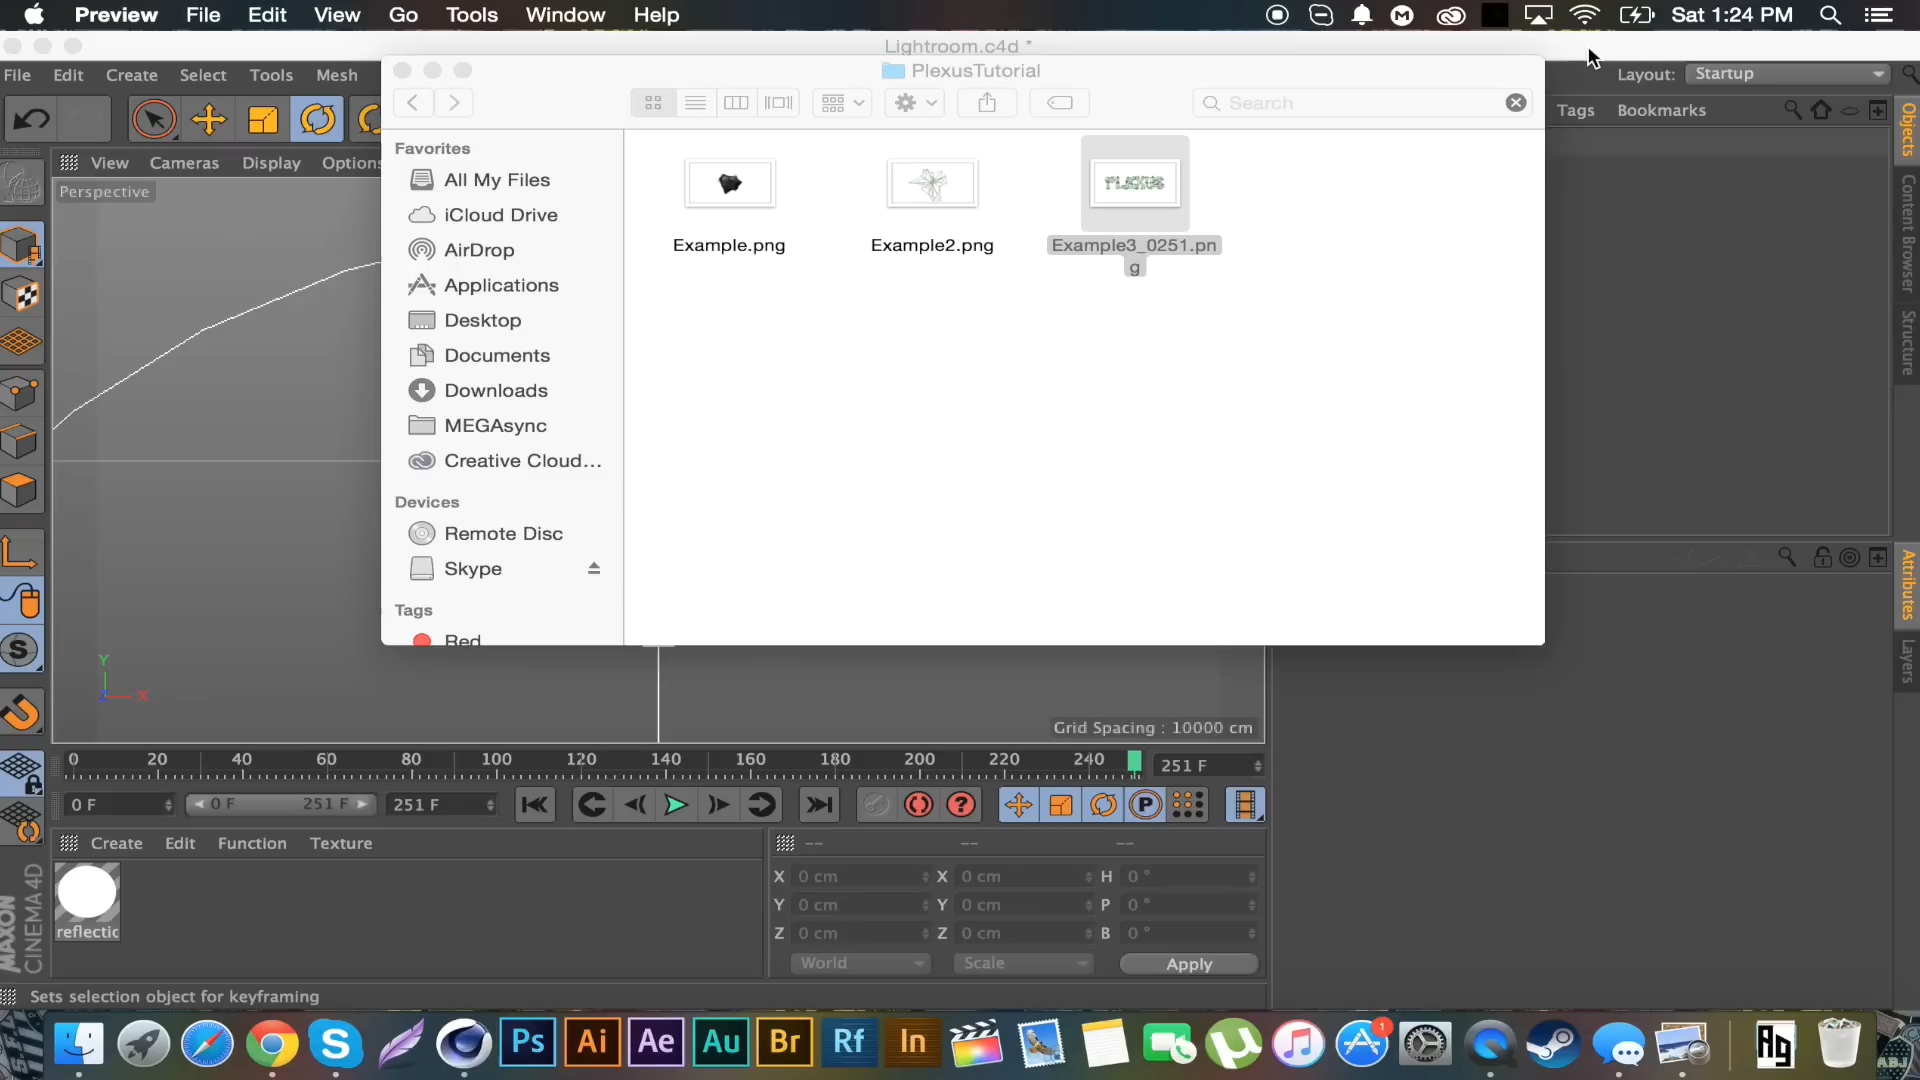 Preview File Edit View Go Tools Window Help
Sat 1:24 PM
Lightroom.c4d *
PlexusTutorial
File Edit Create Select Tools Mesh
Layout: Startup
Search
Tags Bookmarks
View Cameras Display Options
Perspective
Favorites
All My Files
iCloud Drive
AirDrop
Applications
Desktop
Documents
Downloads
MEGAsync
Creative Cloud...
Devices
Remote Disc
Skype
Tags
Red
PLEXUS
Example.png
Example2.png
Example3_0251.pn
g
Objects
Content Browser
Structure
Attributes
Layers
Y
Z X
Grid Spacing : 10000 cm
0 20 40 60 80 100 120 140 160 180 200 220 240
251 F
0 F
0 F 251 F
251 F
Create Edit Function Texture
-- -- --
reflectic
X 0 cm X 0 cm H 0 °
Y 0 cm Y 0 cm P 0 °
Z 0 cm Z 0 cm B 0 °
World Scale Apply
MAXON
CINEMA 4D
Sets selection object for keyframing
Ps Ai Ae Au Br Rf In
1
Ag